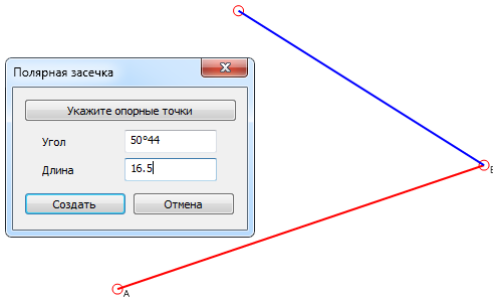 Полярная засечка
Укажите опорные точки
Угол 50°44
Длина 16.5
Создать Отмена
B
A